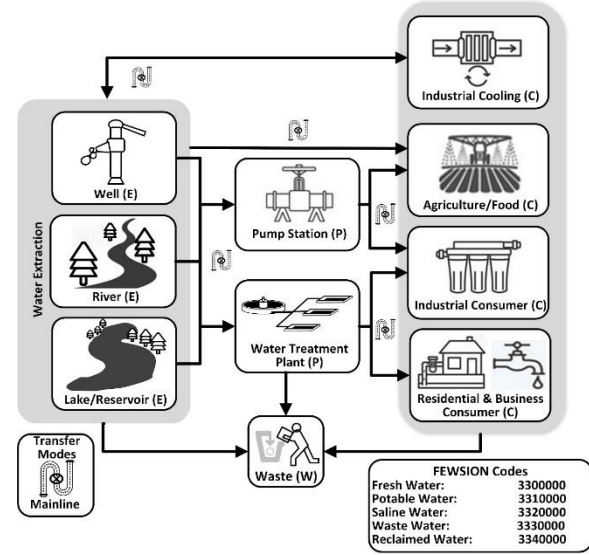 Industrial Cooling (C)
Water Extraction
Well (E)
Agriculture/Food (C)
Pump Station (P)
River (E)
Industrial Consumer (C)
Water Treatment
Plant (P)
Lake/Reservoir (E)
Residential & Business
Consumer (C)
Transfer
Modes
Mainline
Waste (W)
FEWSION Codes
Fresh Water: 3300000
Potable Water: 3310000
Saline Water: 3320000
Waste Water: 3330000
Reclaimed Water: 3340000